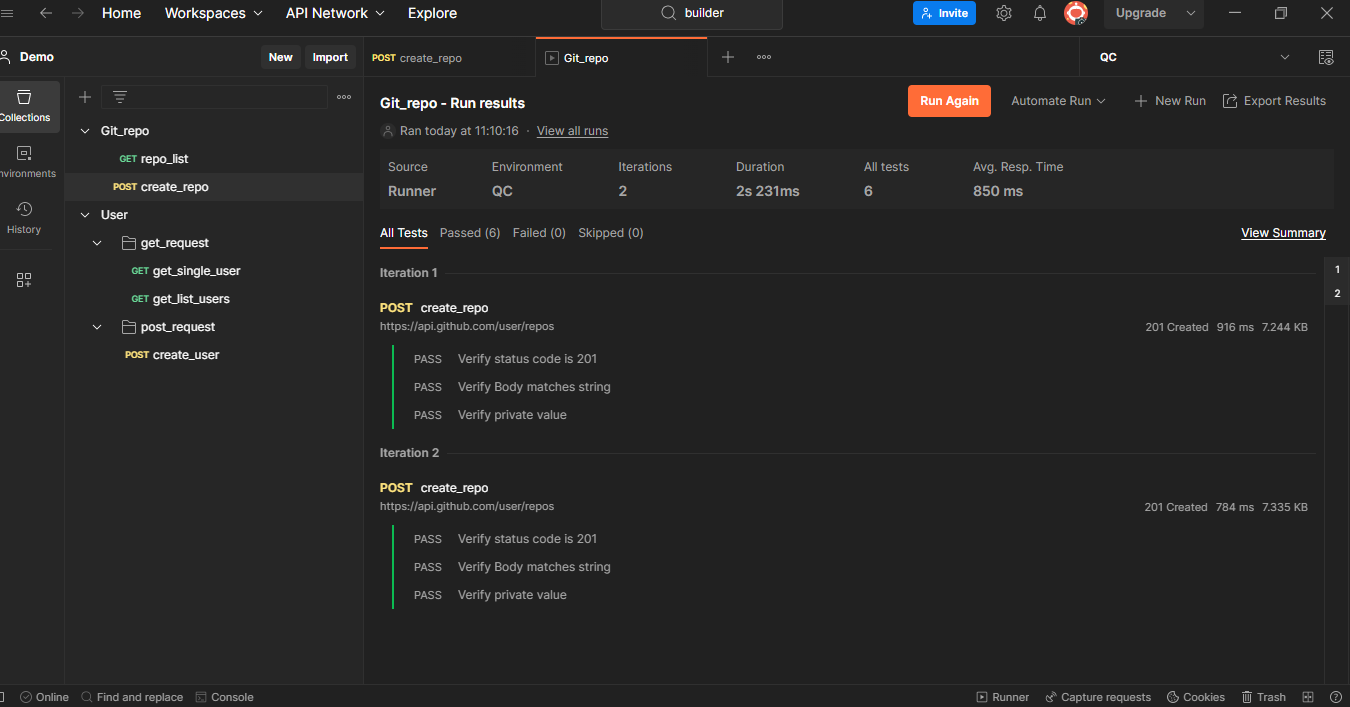 Home Workspaces API Network Explore builder Invite Upgrade
Demo New Import POST create_repo Git_repo QC
Collections
Git_repo
GET repo_list
POST create_repo
nvironments
User
History
get_request
GET get_single_user
GET get_list_users
post_request
POST create_user
Git_repo - Run results Run Again Automate Run New Run Export Results
Ran today at 11:10:16 · View all runs
Source Environment Iterations Duration All tests Avg. Resp. Time
Runner QC 2 2s 231ms 6 850 ms
All Tests Passed (6) Failed (0) Skipped (0) View Summary
Iteration 1
1
2
POST create_repo
https://api.github.com/user/repos 201 Created 916 ms 7.244 KB
PASS Verify status code is 201
PASS Verify Body matches string
PASS Verify private value
Iteration 2
POST create_repo
https://api.github.com/user/repos 201 Created 784 ms 7.335 KB
PASS Verify status code is 201
PASS Verify Body matches string
PASS Verify private value
Online Find and replace Console Runner Capture requests Cookies Trash